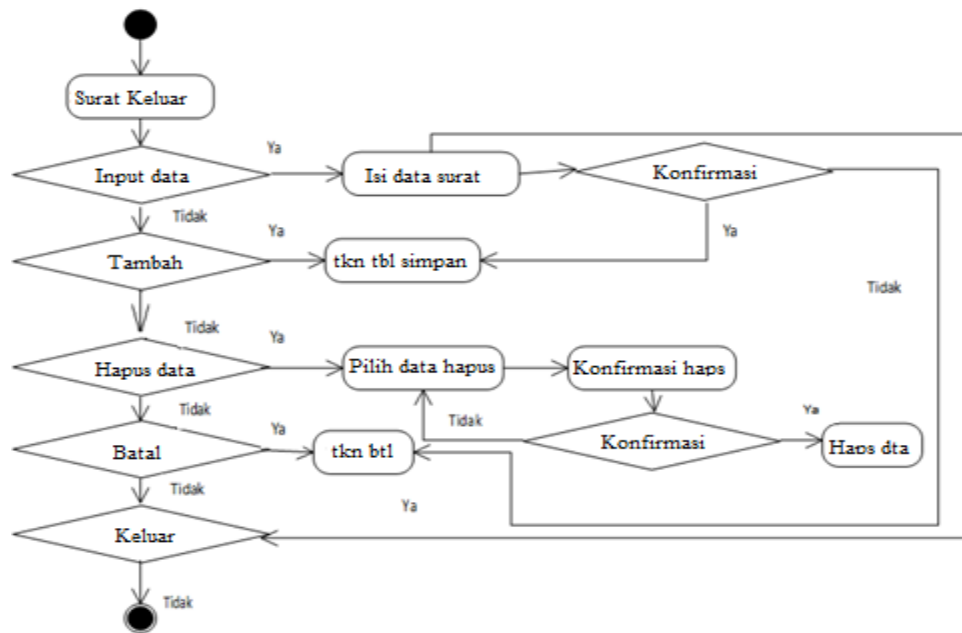 Surat Keluar
Ya
Input data
Isi data surat
Konfirmasi
Tidak
Ya
Ya
Tambah
tkn tbl simpan
Tidak
Tidak
Ya
Hapus data
Pilih data hapus
Konfirmasi haps
Tidak
Ya
Tidak
Ya
Batal
tkn btl
Konfirmasi
Haps dta
Tidak
Ya
Keluar
Tidak